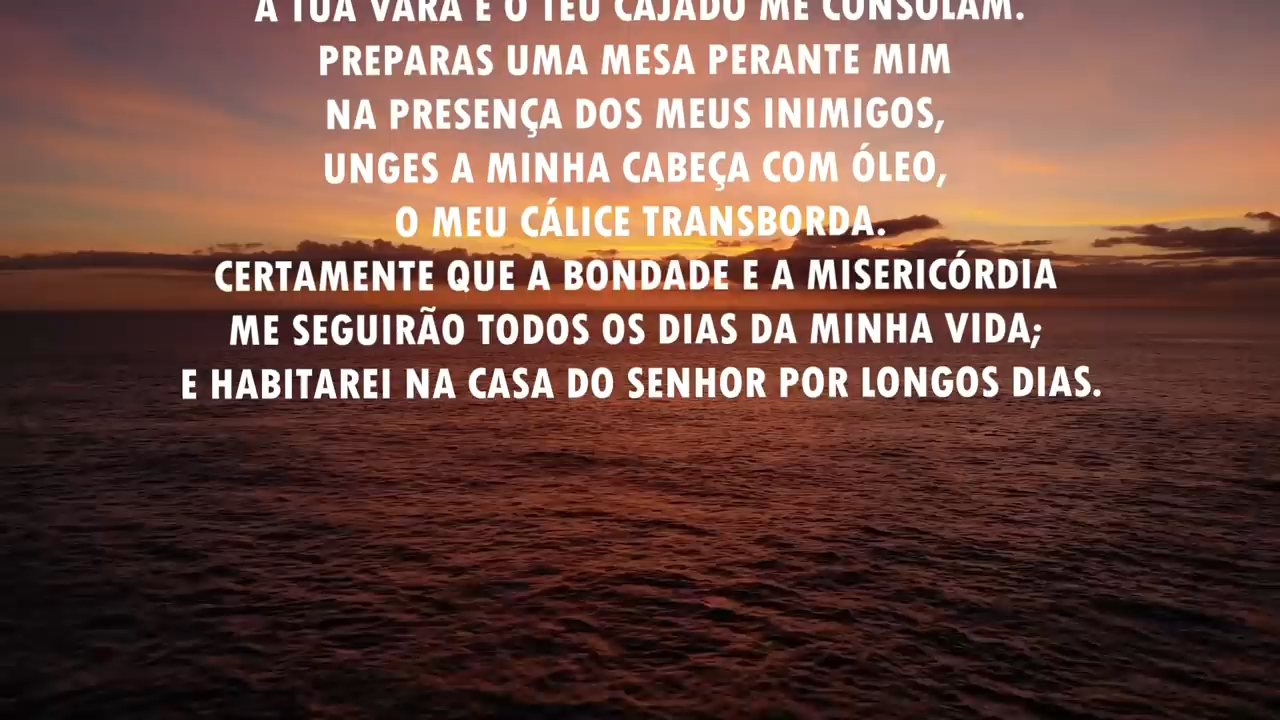 A TUA VARA E O TEU CAJADO ME CONSOLAM.
PREPARAS UMA MESA PERANTE MIM
NA PRESENÇA DOS MEUS INIMIGOS,
UNGES A MINHA CABEÇA COM ÓLEO,
O MEU CÁLICE TRANSBORDA.
CERTAMENTE QUE A BONDADE E A MISERICÓRDIA
ME SEGUIRÃO TODOS OS DIAS DA MINHA VIDA;
E HABITAREI NA CASA DO SENHOR POR LONGOS DIAS.